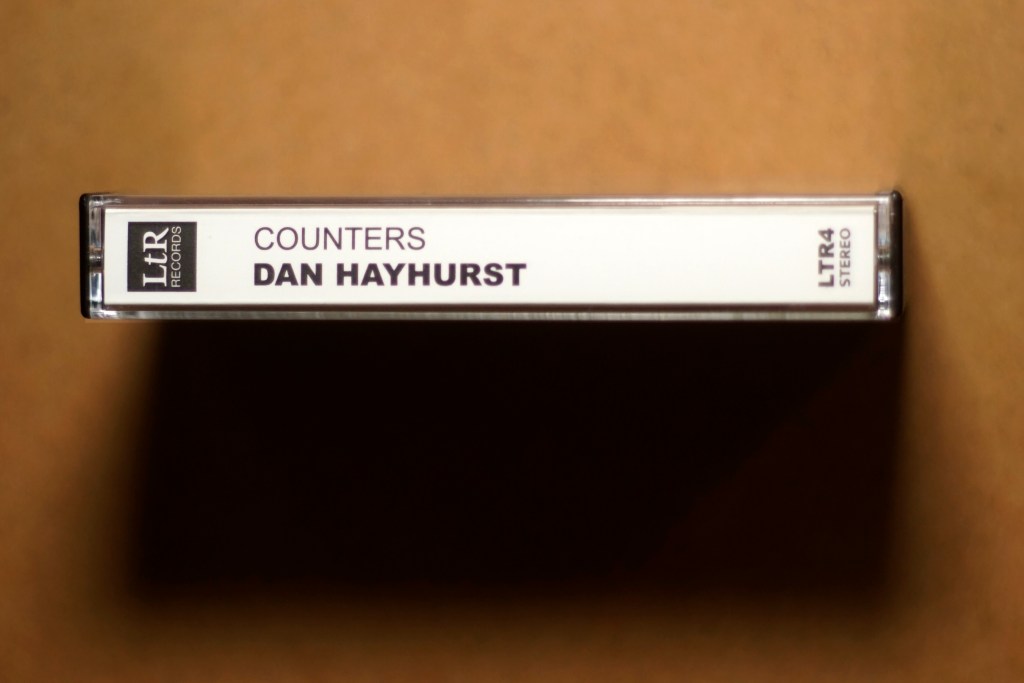 LtR
RECORDS
COUNTERS
DAN HAYHURST
LTR4
STEREO